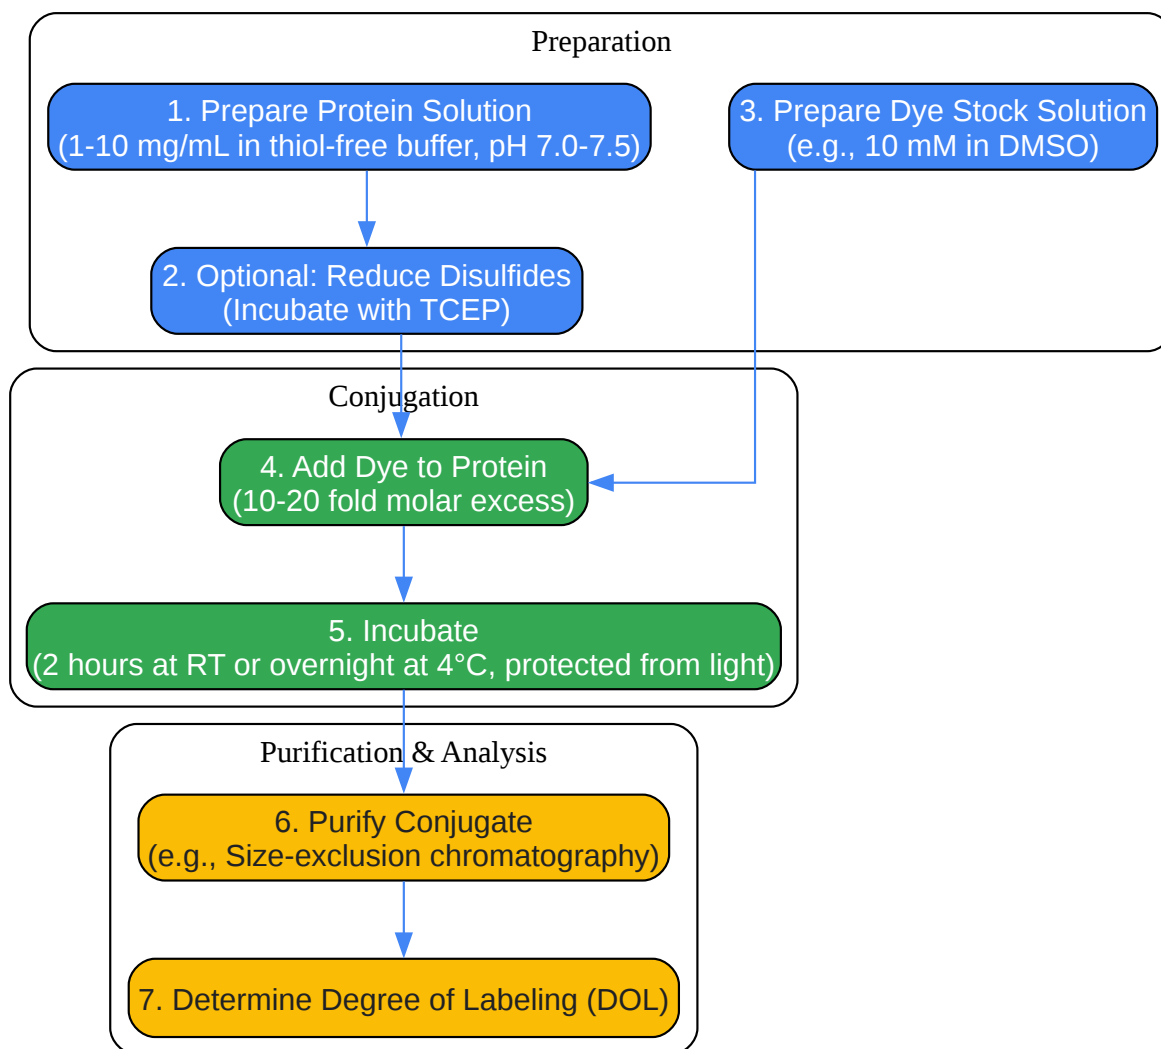 Preparation
1. Prepare Protein Solution
(1-10 mg/mL in thiol-free buffer, pH 7.0-7.5)
3. Prepare Dye Stock Solution
(e.g., 10 mM in DMSO)
2. Optional: Reduce Disulfides
(Incubate with TCEP)
Conjugation
4. Add Dye to Protein
(10-20 fold molar excess)
5. Incubate
(2 hours at RT or overnight at 4°C, protected from light)
Purification & Analysis
6. Purify Conjugate
(e.g., Size-exclusion chromatography)
7. Determine Degree of Labeling (DOL)